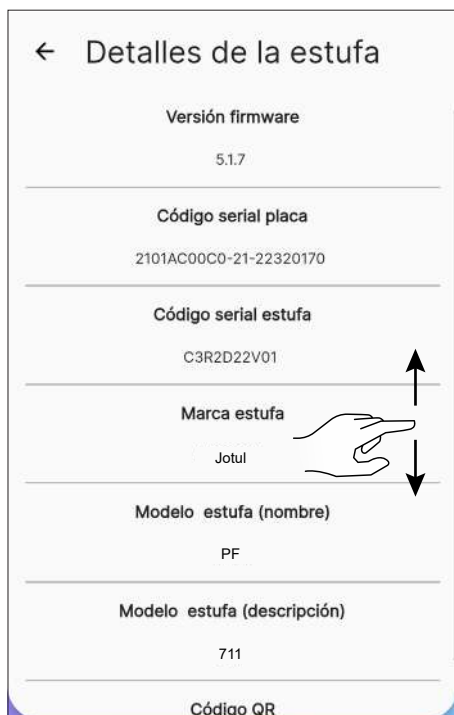 ← Detalles de la estufa
Versión firmware
5.1.7
Código serial placa
2101AC00C0-21-22320170
Código serial estufa
C3R2D22V01
Marca estufa
Jotul
Modelo estufa (nombre)
PF
Modelo estufa (descripción)
711
Código QR